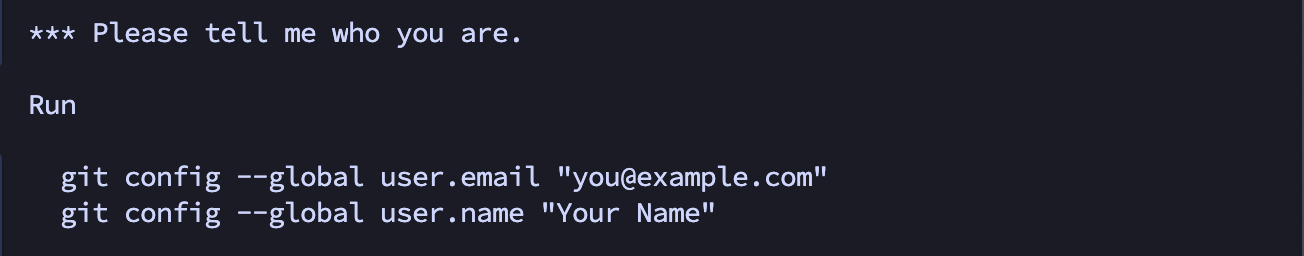 *** Please tell me who you are.
Run
git config --global user.email "you@example.com"
git config --global user.name "Your Name"